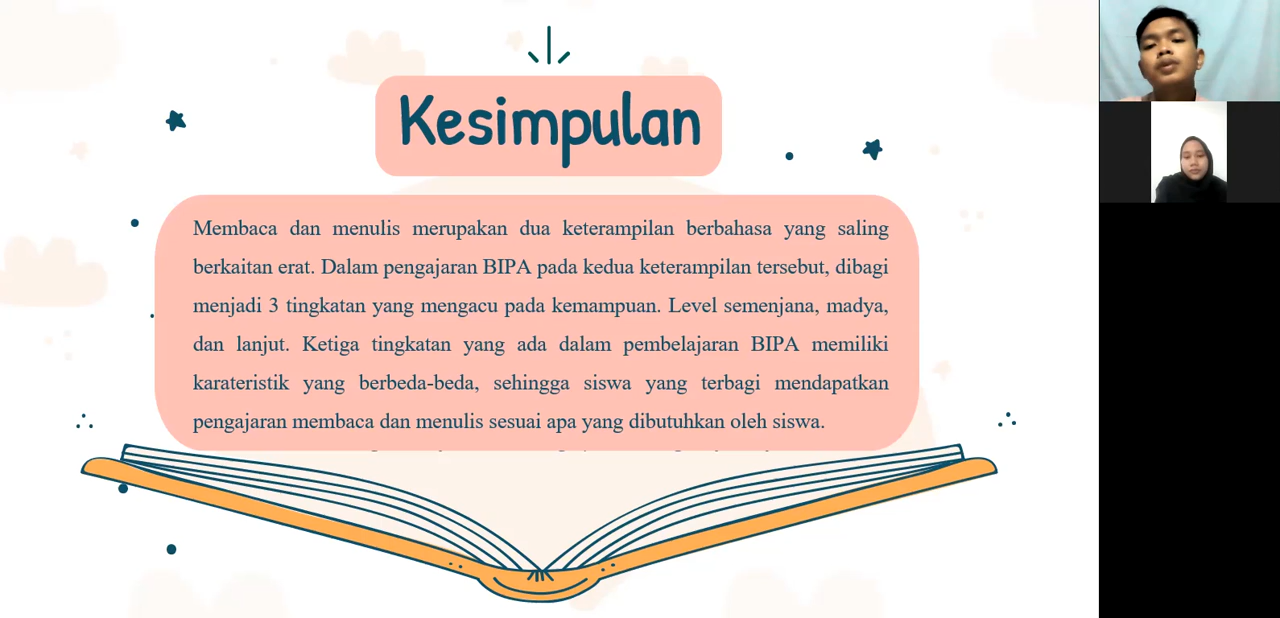 Kesimpulan
Membaca dan menulis merupakan dua keterampilan berbahasa yang saling
berkaitan erat. Dalam pengajaran BIPA pada kedua keterampilan tersebut, dibagi
menjadi 3 tingkatan yang mengacu pada kemampuan. Level semenjana, madya,
dan lanjut. Ketiga tingkatan yang ada dalam pembelajaran BIPA memiliki
karateristik yang berbeda-beda, sehingga siswa yang terbagi mendapatkan
pengajaran membaca dan menulis sesuai apa yang dibutuhkan oleh siswa.